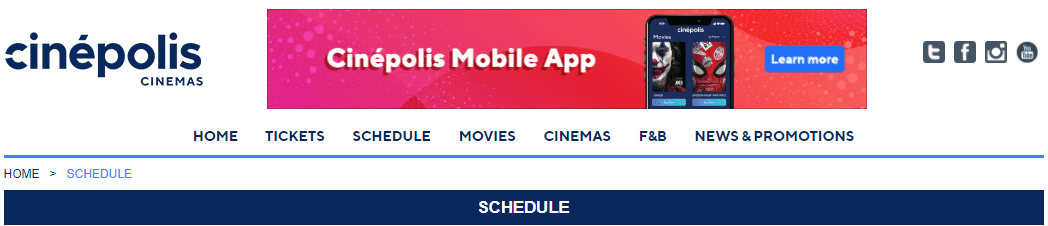 cinépolis
CINEMAS
Cinépolis Mobile App
cinépolis
Movies
Learn more
You
HOME TICKETS SCHEDULE MOVIES CINEMAS F&B NEWS & PROMOTIONS
HOME > SCHEDULE
SCHEDULE